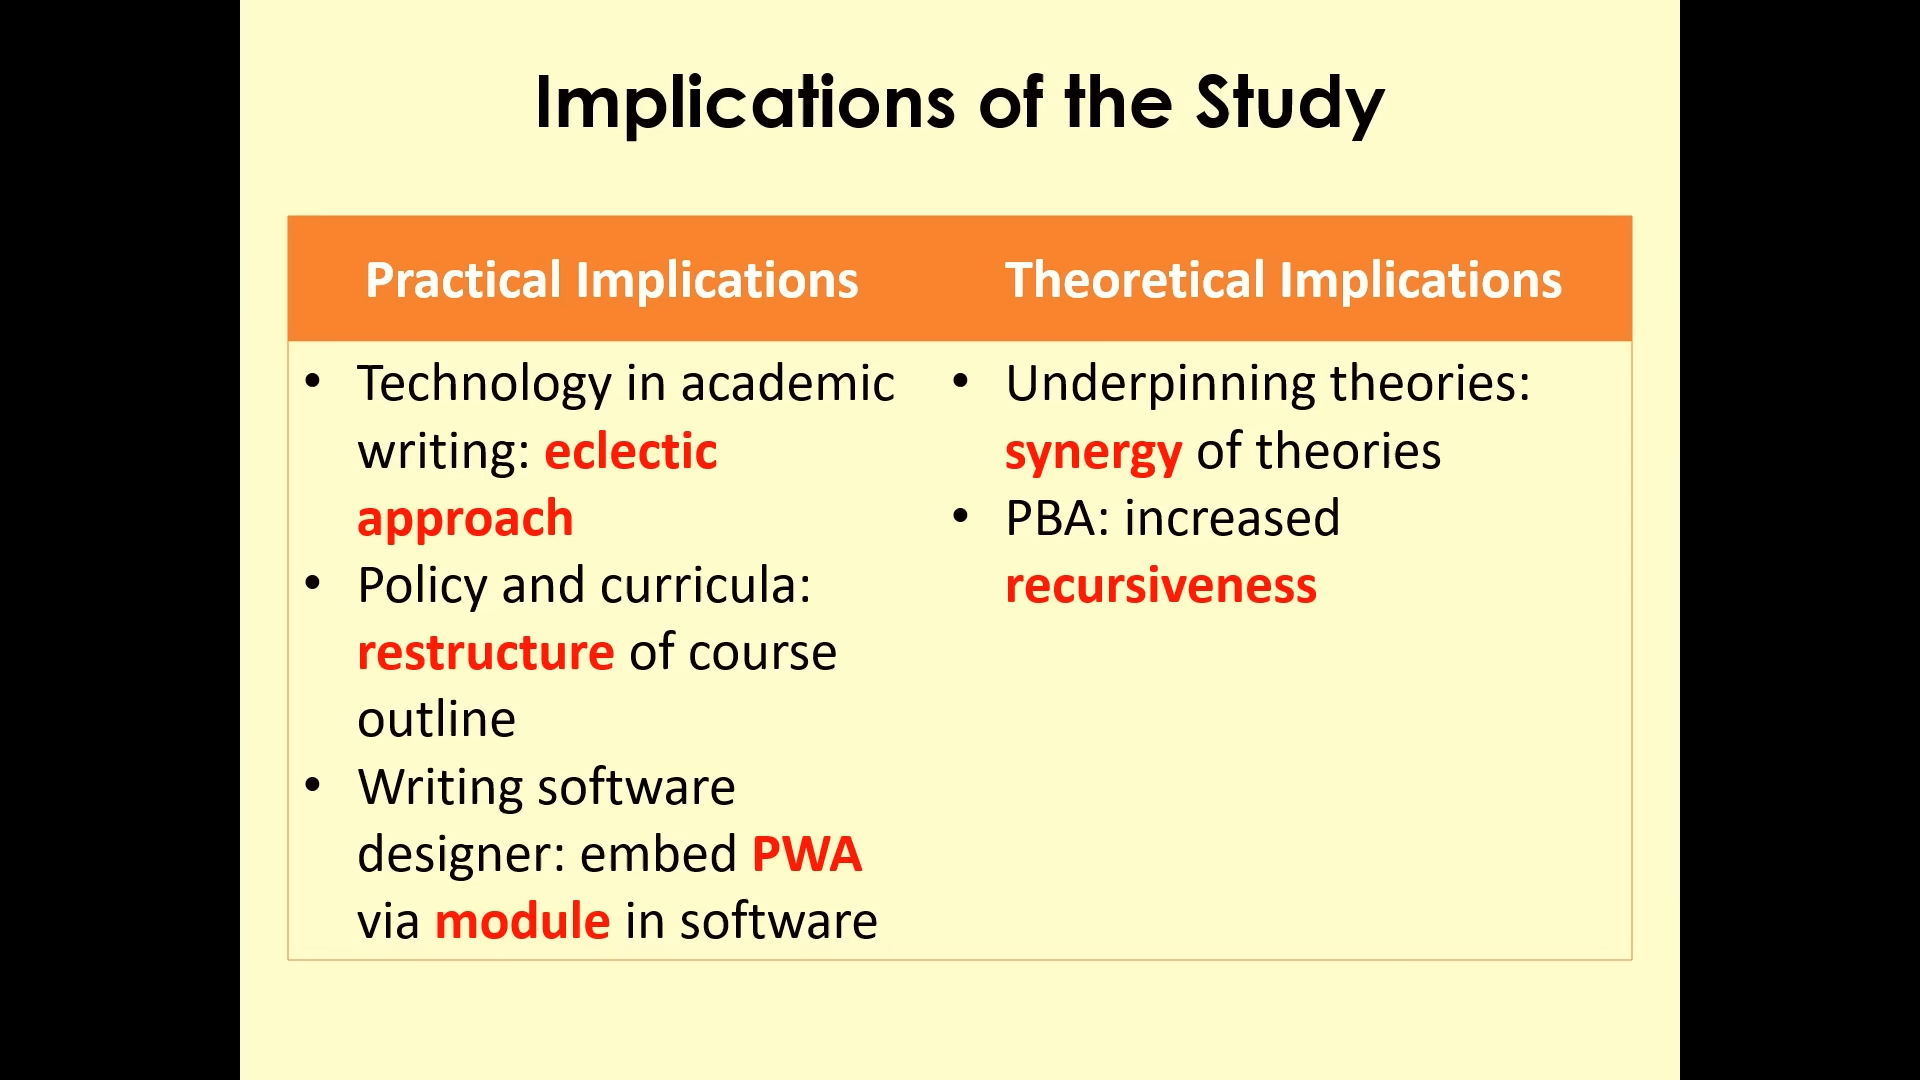 Implications of the Study
Practical Implications
Theoretical Implications
• Technology in academic
writing: eclectic
approach
• Policy and curricula:
restructure of course
outline
• Writing software
designer: embed PWA
via module in software
• Underpinning theories:
synergy of theories
• PBA: increased
recursiveness